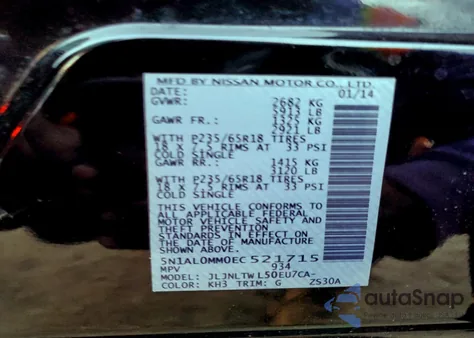 MFD BY NISSAN MOTOR CO., LTD.
DATE: 01/14
GVWR: 2682 KG
5913 LB
GAWR FR.: 1325 KG
2921 LB
WITH P235/65R18 TIRES
18 X 7.5 RIMS AT 33 PSI
COLD SINGLE
GAWR RR.: 1415 KG
3120 LB
WITH P235/65R18 TIRES
18 X 7.5 RIMS AT 33 PSI
COLD SINGLE
THIS VEHICLE CONFORMS TO
ALL APPLICABLE FEDERAL
MOTOR VEHICLE SAFETY AND
THEFT PREVENTION
STANDARDS IN EFFECT ON
THE DATE OF MANUFACTURE
SHOWN ABOVE.
5N1AL0MM0EC521715
MPV 934
MODEL: JLJNLTWL50EU7CA-
COLOR: KH3 TRIM: G ZS30A
autoSnap